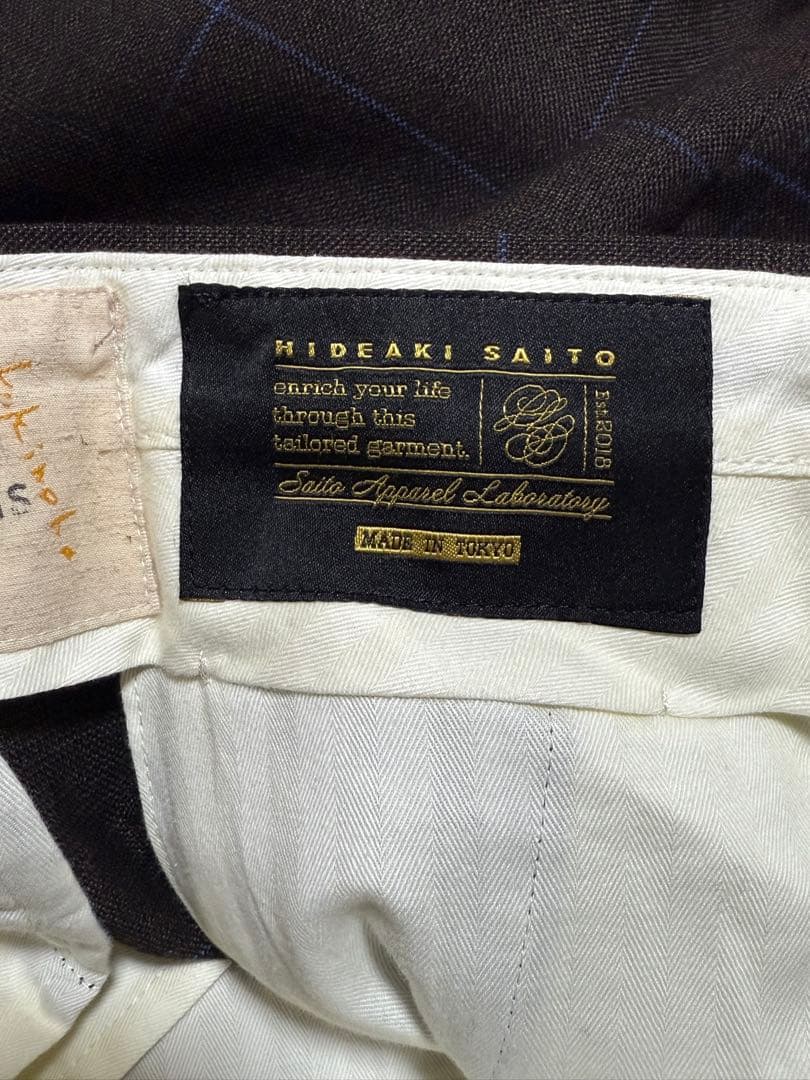 HIDEAKI SAITO
enrich your life
through this
tailored garment.
Est.2018
Saito Apparel Laboratory
MADE IN TOKYO